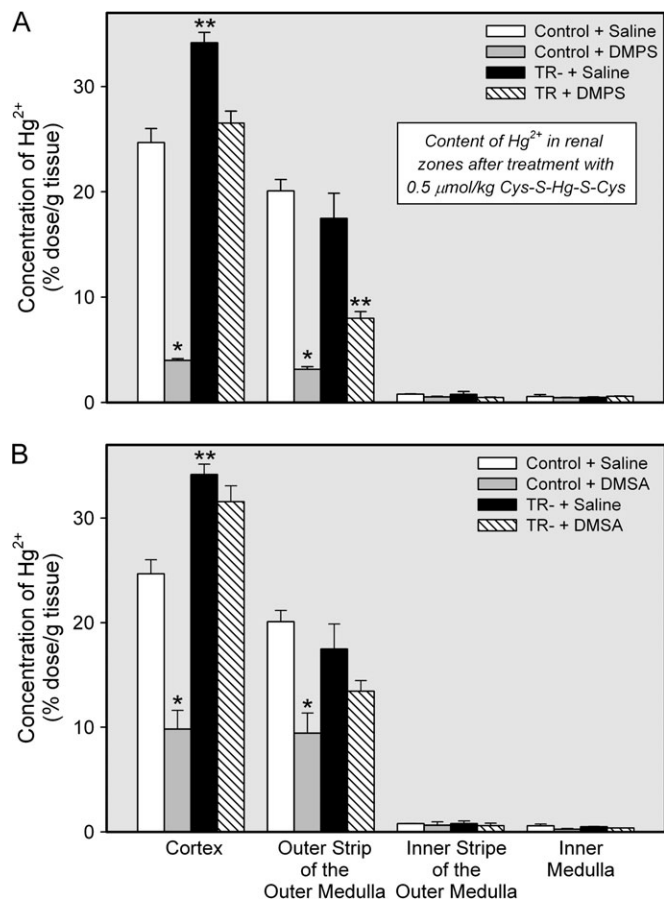 A
Concentration of Hg2+
(% dose/g tissue)
30
20
10
0
**
*
*
**
Control + Saline
Control + DMPS
TR- + Saline
TR + DMPS
Content of Hg2+ in renal
zones after treatment with
0.5 μmol/kg Cys-S-Hg-S-Cys
B
Concentration of Hg2+
(% dose/g tissue)
30
20
10
0
**
*
*
Control + Saline
Control + DMSA
TR- + Saline
TR- + DMSA
Cortex
Outer Strip
of the
Outer Medulla
Inner Stripe
of the
Outer Medulla
Inner
Medulla